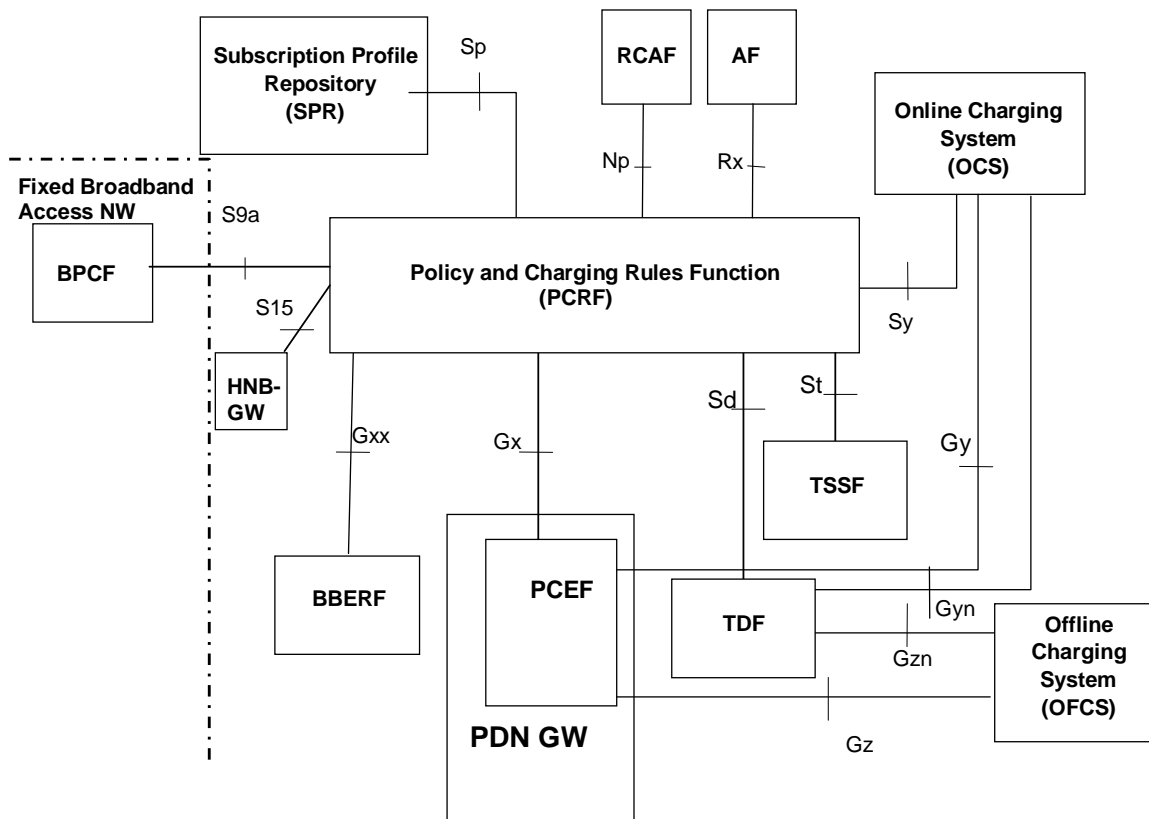 Subscription Profile
Repository
(SPR)
Sp
RCAF
AF
Online Charging
System
(OCS)
Np
Rx
Fixed Broadband
Access NW
S9a
BPCF
Policy and Charging Rules Function
(PCRF)
S15
Sy
HNB-
GW
Gxx
Gx
Sd
St
Gy
TSSF
BBERF
PCEF
TDF
Gyn
Gzn
Offline
Charging
System
(OFCS)
PDN GW
Gz